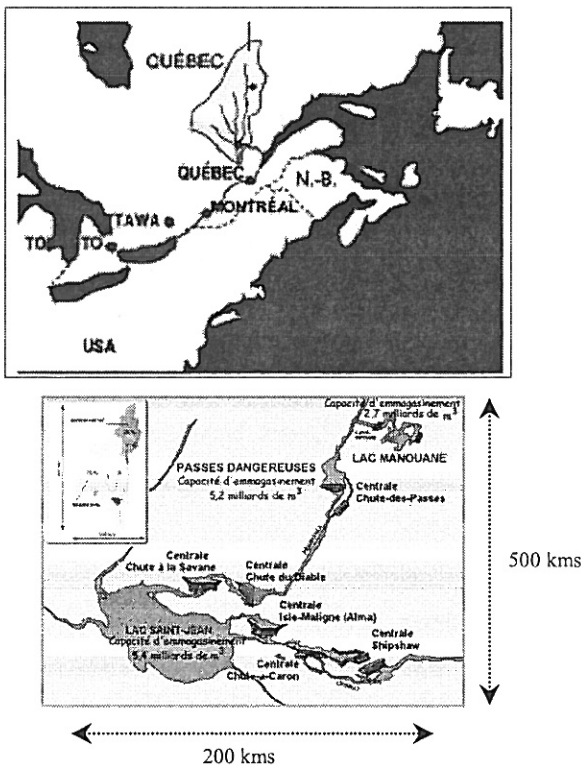 QUÉBEC
QUÉBEC
N.-B.
MONTRÉAL
TAWA
TO
TO
USA
Capacité d'emmagasinement
2,7 milliards de m³
LAC MANOUANE
PASSES DANGEREUSES
Capacité d'emmagasinement
5,2 milliards de m³
Centrale
Chute-des-Passes
Centrale
Chute à la Savane
Centrale
Chute du Diable
Centrale
Isle-Maligne (Alma)
LAC SAINT-JEAN
Capacité d'emmagasinement
5,4 milliards de m³
Centrale
Shipshaw
Centrale
Chute-à-Caron
500 kms
200 kms